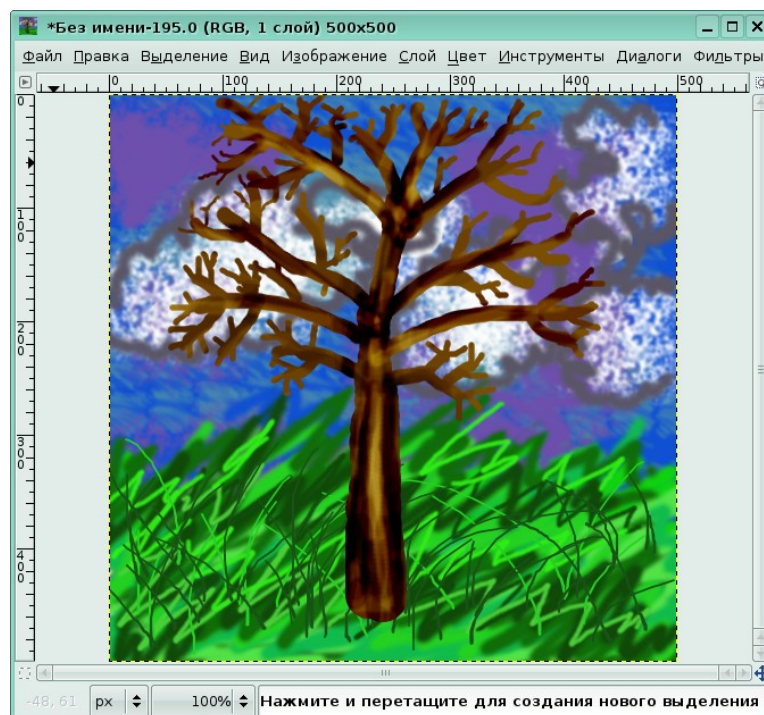 *Без имени-195.0 (RGB, 1 слой) 500x500
Файл Правка Выделение Вид Изображение Слой Цвет Инструменты Диалоги Фильтры
0 100 200 300 400 500
0
100
200
300
400
-48, 61 px 100% Нажмите и перетащите для создания нового выделения